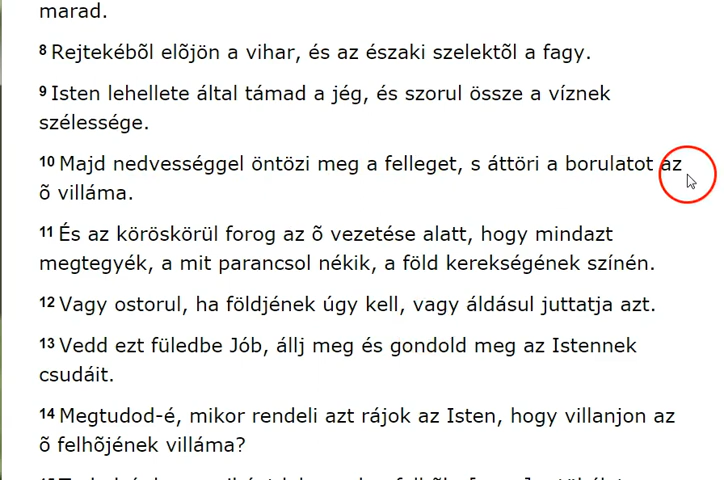 marad.
8 Rejtekébõl elõjön a vihar, és az északi szelektõl a fagy.
9 Isten lehellete által támad a jég, és szorul össze a víznek
szélessége.
10 Majd nedvességgel öntözi meg a felleget, s áttöri a borulatot az
õ villáma.
11 És az köröskörül forog az õ vezetése alatt, hogy mindazt
megtegyék, a mit parancsol nékik, a föld kerekségének színén.
12 Vagy ostorul, ha földjének úgy kell, vagy áldásul juttatja azt.
13 Vedd ezt füledbe Jób, állj meg és gondold meg az Istennek
csudáit.
14 Megtudod-é, mikor rendeli azt rájok az Isten, hogy villanjon az
õ felhõjének villáma?